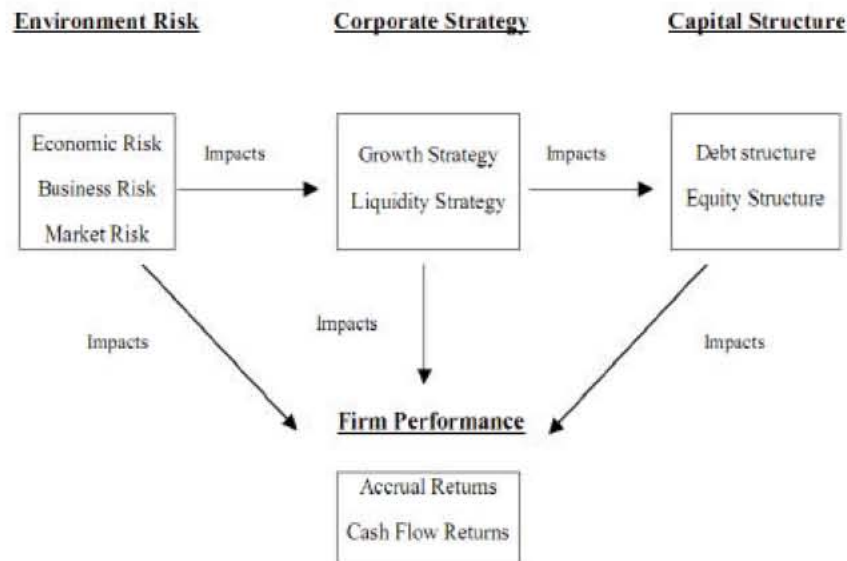 Environment Risk
Corporate Strategy
Capital Structure
Economic Risk
Business Risk
Market Risk
Impacts
Growth Strategy
Liquidity Strategy
Impacts
Debt structure
Equity Structure
Impacts
Impacts
Impacts
Firm Performance
Accrual Returns
Cash Flow Returns